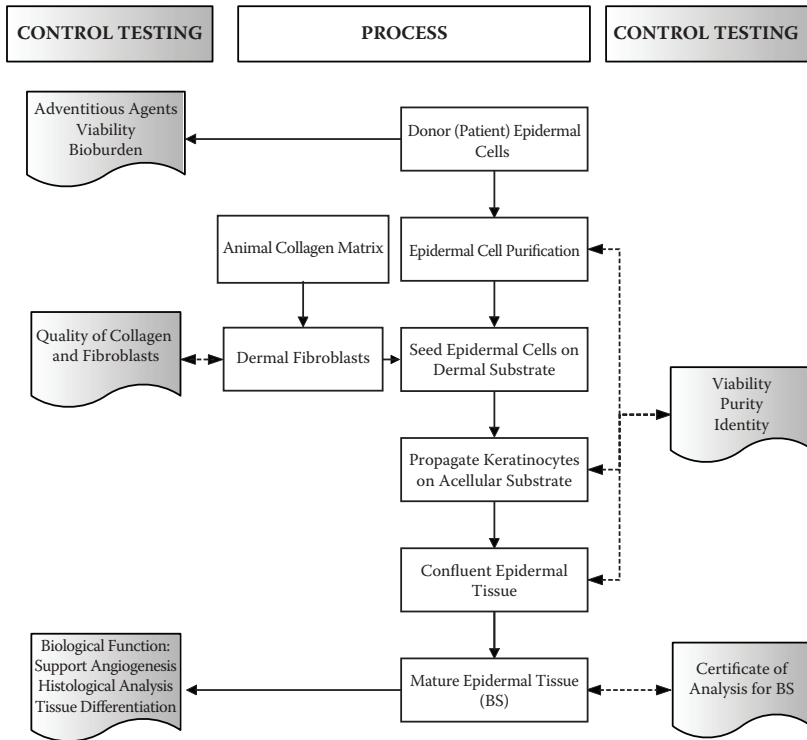 CONTROL TESTING
PROCESS
CONTROL TESTING
Adventitious Agents
Viability
Bioburden
Donor (Patient) Epidermal
Cells
Animal Collagen Matrix
Epidermal Cell Purification
Quality of Collagen
and Fibroblasts
Dermal Fibroblasts
Seed Epidermal Cells on
Dermal Substrate
Viability
Purity
Identity
Propagate Keratinocytes
on Acellular Substrate
Confluent Epidermal
Tissue
Biological Function:
Support Angiogenesis
Histological Analysis
Tissue Differentiation
Mature Epidermal Tissue
(BS)
Certificate of
Analysis for BS